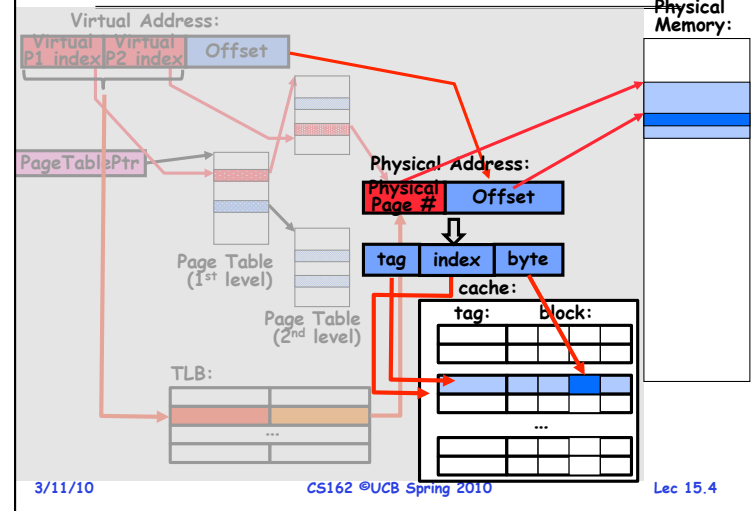 Physical
Memory:
Virtual Address:
Virtual
P1 index
Virtual
P2 index
Offset
PageTablePtr
Physical Address:
Physical
Page #
Offset
tag
index
byte
Page Table
(1st level)
cache:
tag:
block:
Page Table
(2nd level)
TLB:
...
...
3/11/10
CS162 ©UCB Spring 2010
Lec 15.4